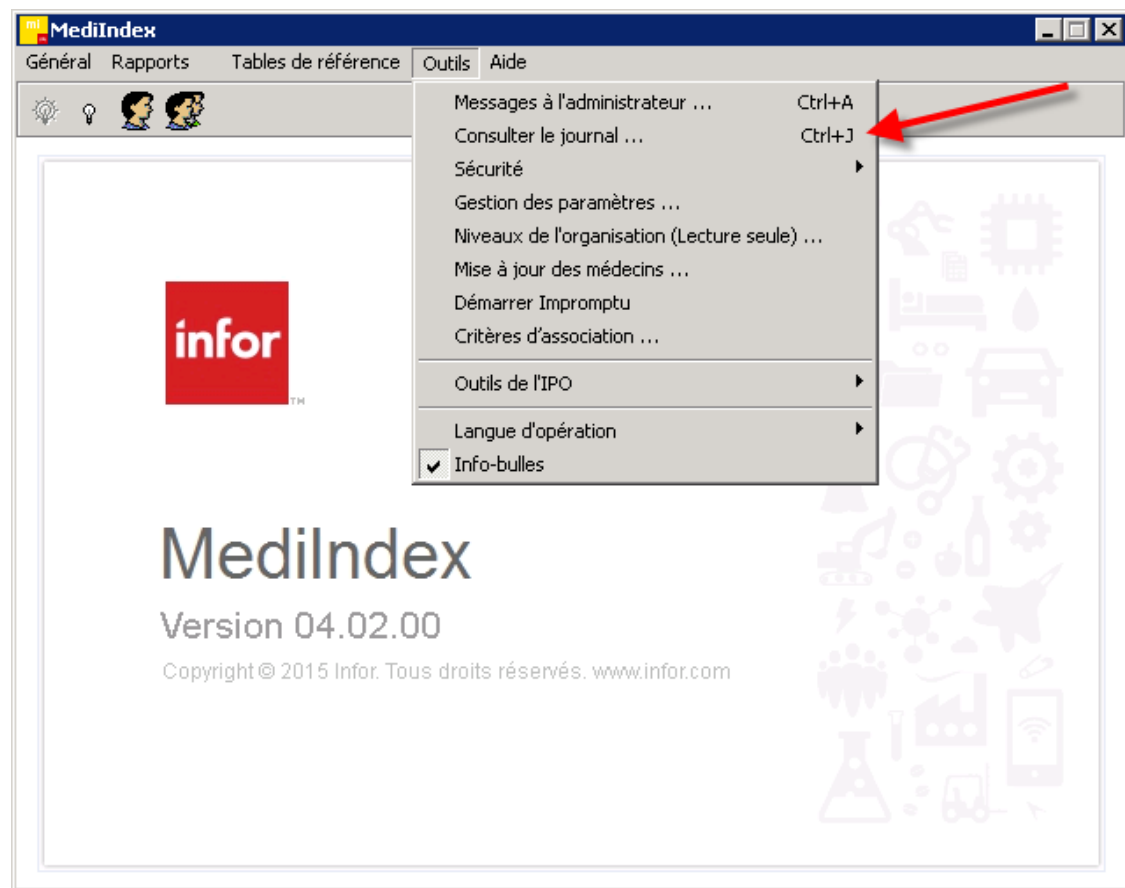 mi MediIndex
Général Rapports Tables de référence Outils Aide
Messages à l'administrateur ... Ctrl+A
Consulter le journal ... Ctrl+J
Sécurité
Gestion des paramètres ...
Niveaux de l'organisation (Lecture seule) ...
Mise à jour des médecins ...
Démarrer Impromptu
Critères d'association ...
Outils de l'IPO
Langue d'opération
Info-bulles
infor
TM
MediIndex
Version 04.02.00
Copyright © 2015 Infor. Tous droits réservés. www.infor.com